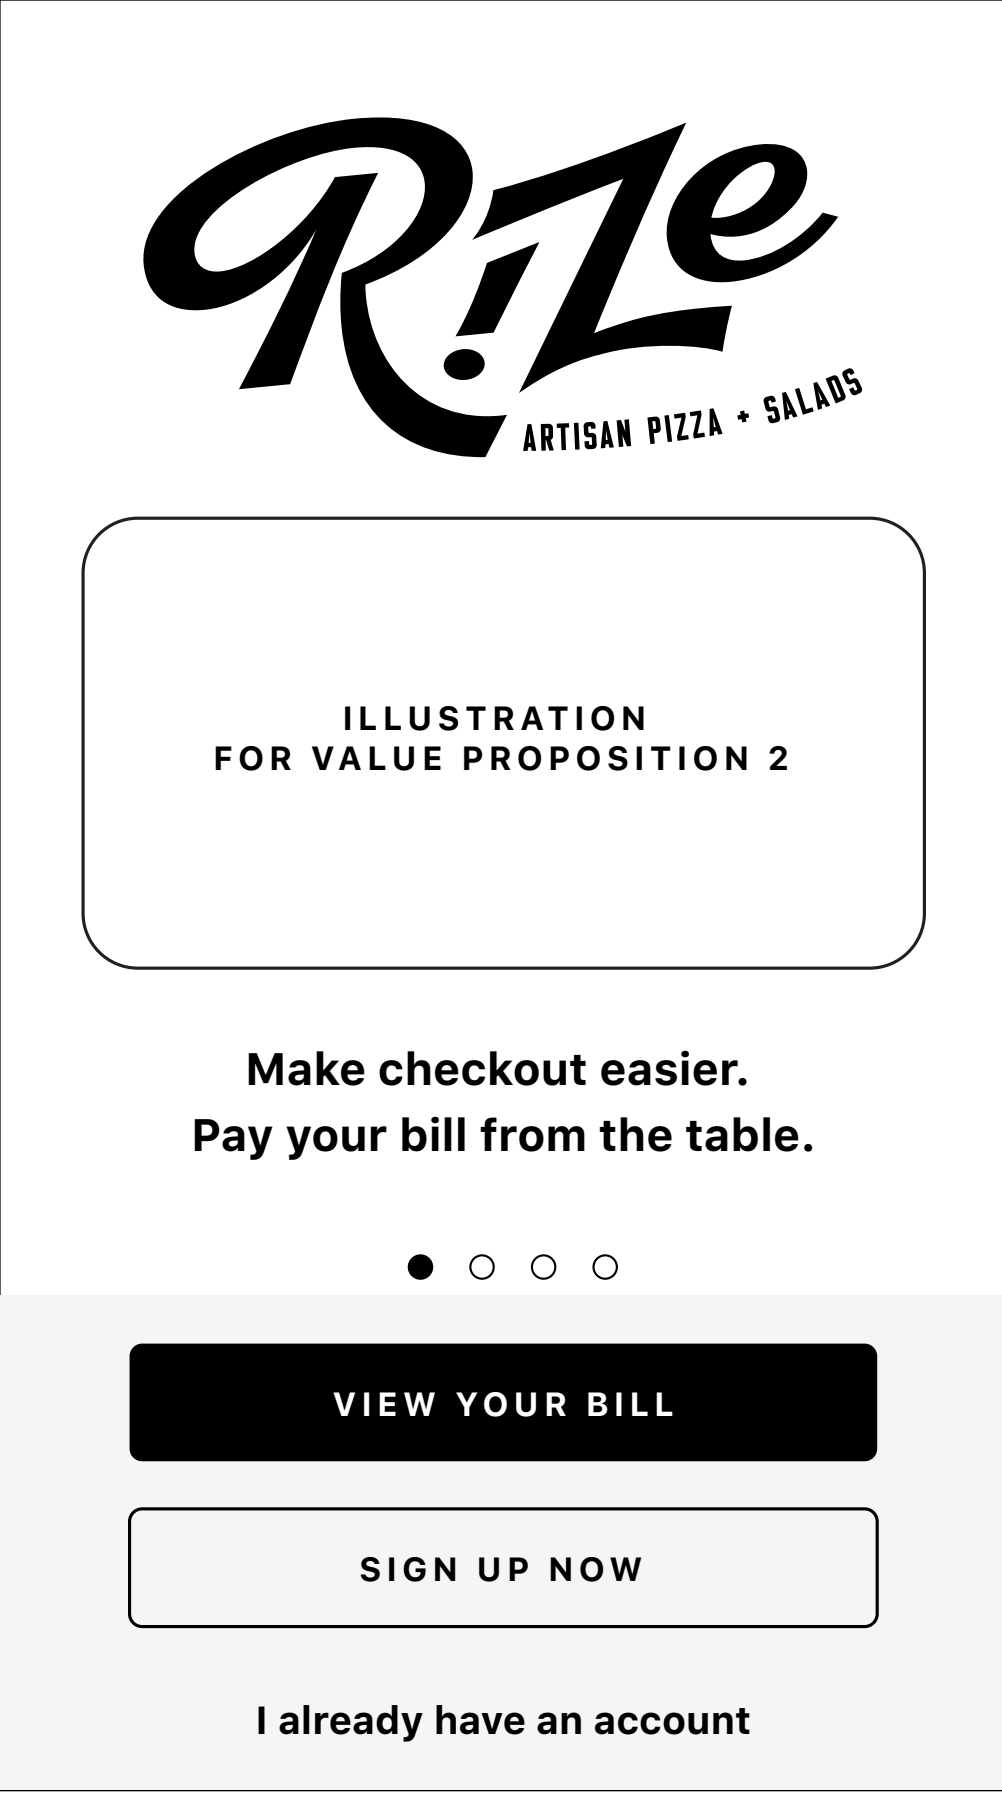 Rize
ARTISAN PIZZA + SALADS
ILLUSTRATION
FOR VALUE PROPOSITION 2
Make checkout easier.
Pay your bill from the table.
VIEW YOUR BILL
SIGN UP NOW
I already have an account